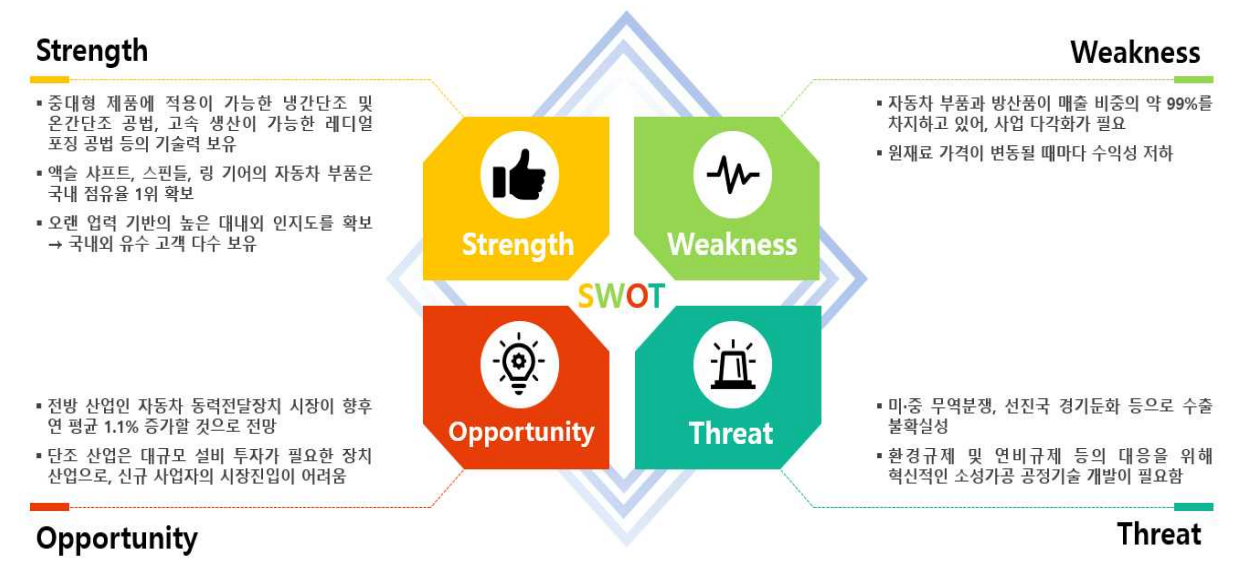 Strength
▪ 중대형 제품에 적용이 가능한 냉간단조 및
온간단조 공법, 고속 생산이 가능한 레디얼
포징 공법 등의 기술력 보유
▪ 액슬 샤프트, 스핀들, 링 기어의 자동차 부품은
국내 점유율 1위 확보
▪ 오랜 업력 기반의 높은 대내외 인지도를 확보
→ 국내외 유수 고객 다수 보유
Weakness
▪ 자동차 부품과 방산품이 매출 비중의 약 99%를
차지하고 있어, 사업 다각화가 필요
▪ 원재료 가격이 변동될 때마다 수익성 저하
Strength
Weakness
SWOT
Opportunity
Threat
▪ 전방 산업인 자동차 동력전달장치 시장이 향후
연 평균 1.1% 증가할 것으로 전망
▪ 단조 산업은 대규모 설비 투자가 필요한 장치
산업으로, 신규 사업자의 시장진입이 어려움
Opportunity
▪ 미·중 무역분쟁, 선진국 경기둔화 등으로 수출
불확실성
▪ 환경규제 및 연비규제 등의 대응을 위해
혁신적인 소성가공 공정기술 개발이 필요함
Threat